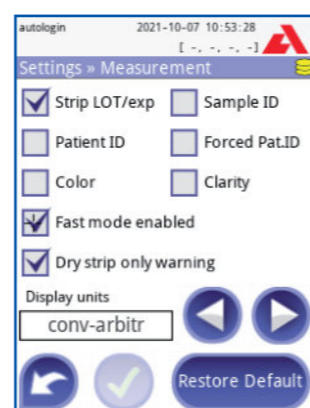 autologin 2021-10-07 10:53:28
[ -, -, -, -]
Settings » Measurement
Strip LOT/exp Sample ID
Patient ID Forced Pat.ID
Color Clarity
Fast mode enabled
Dry strip only warning
Display units
conv-arbitr
Restore Default